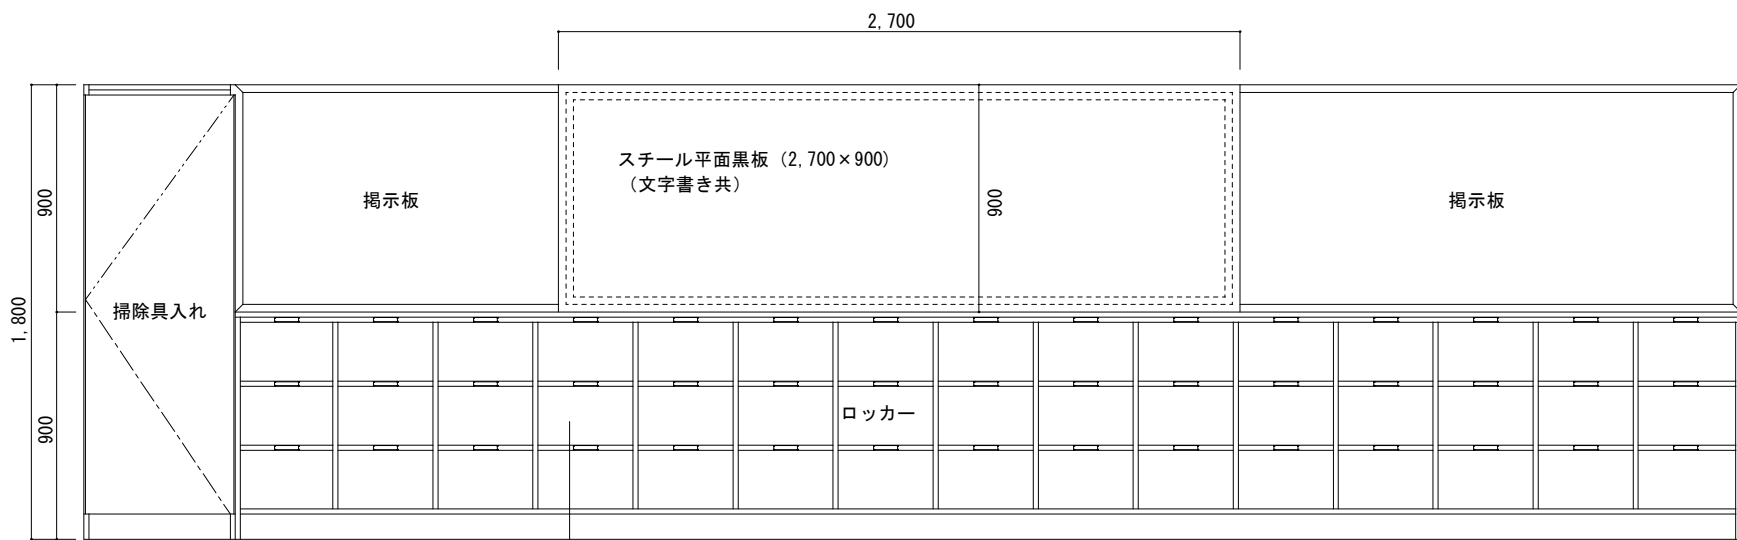 2,700
スチール平面黒板（2,700×900）
（文字書き共）
900
掲示板
900
掲示板
掃除具入れ
1,800
ロッカー
900